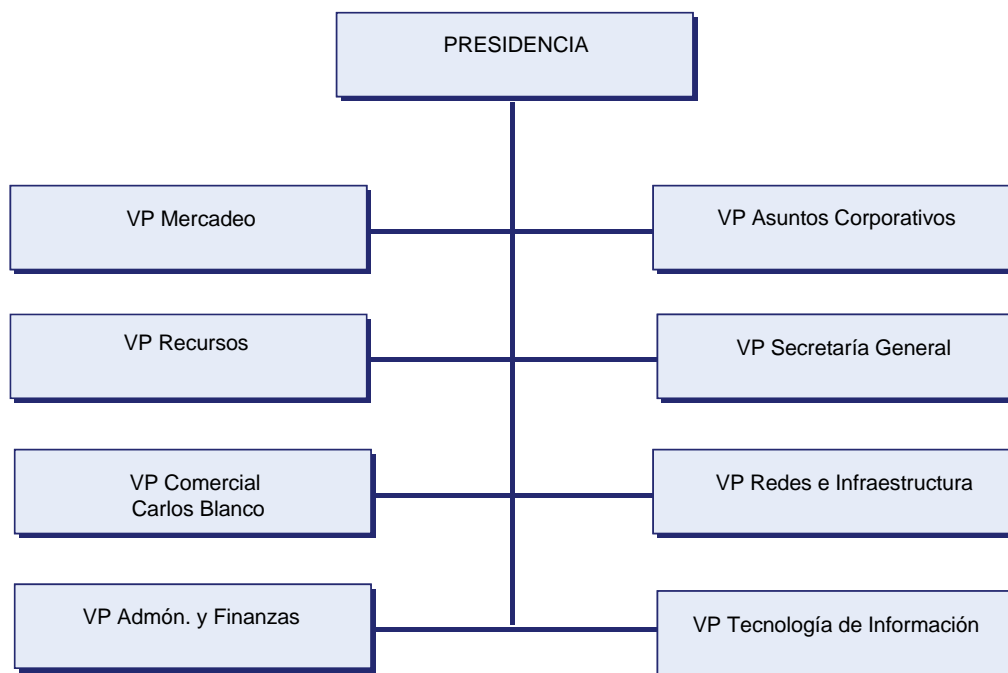 PRESIDENCIA
VP Mercadeo
VP Asuntos Corporativos
VP Recursos
VP Secretaría General
VP Comercial
Carlos Blanco
VP Redes e Infraestructura
VP Admón. y Finanzas
VP Tecnología de Información